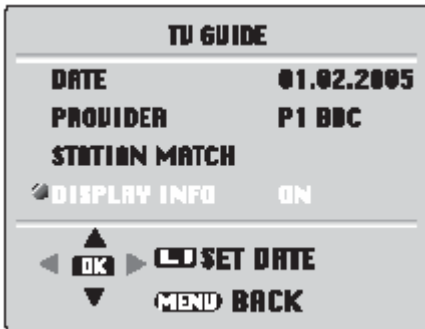 TV GUIDE
DATE 01.02.2005
PROVIDER P1 BBC
STATION MATCH
DISPLAY INFO ON
OK SET DATE
MENU BACK